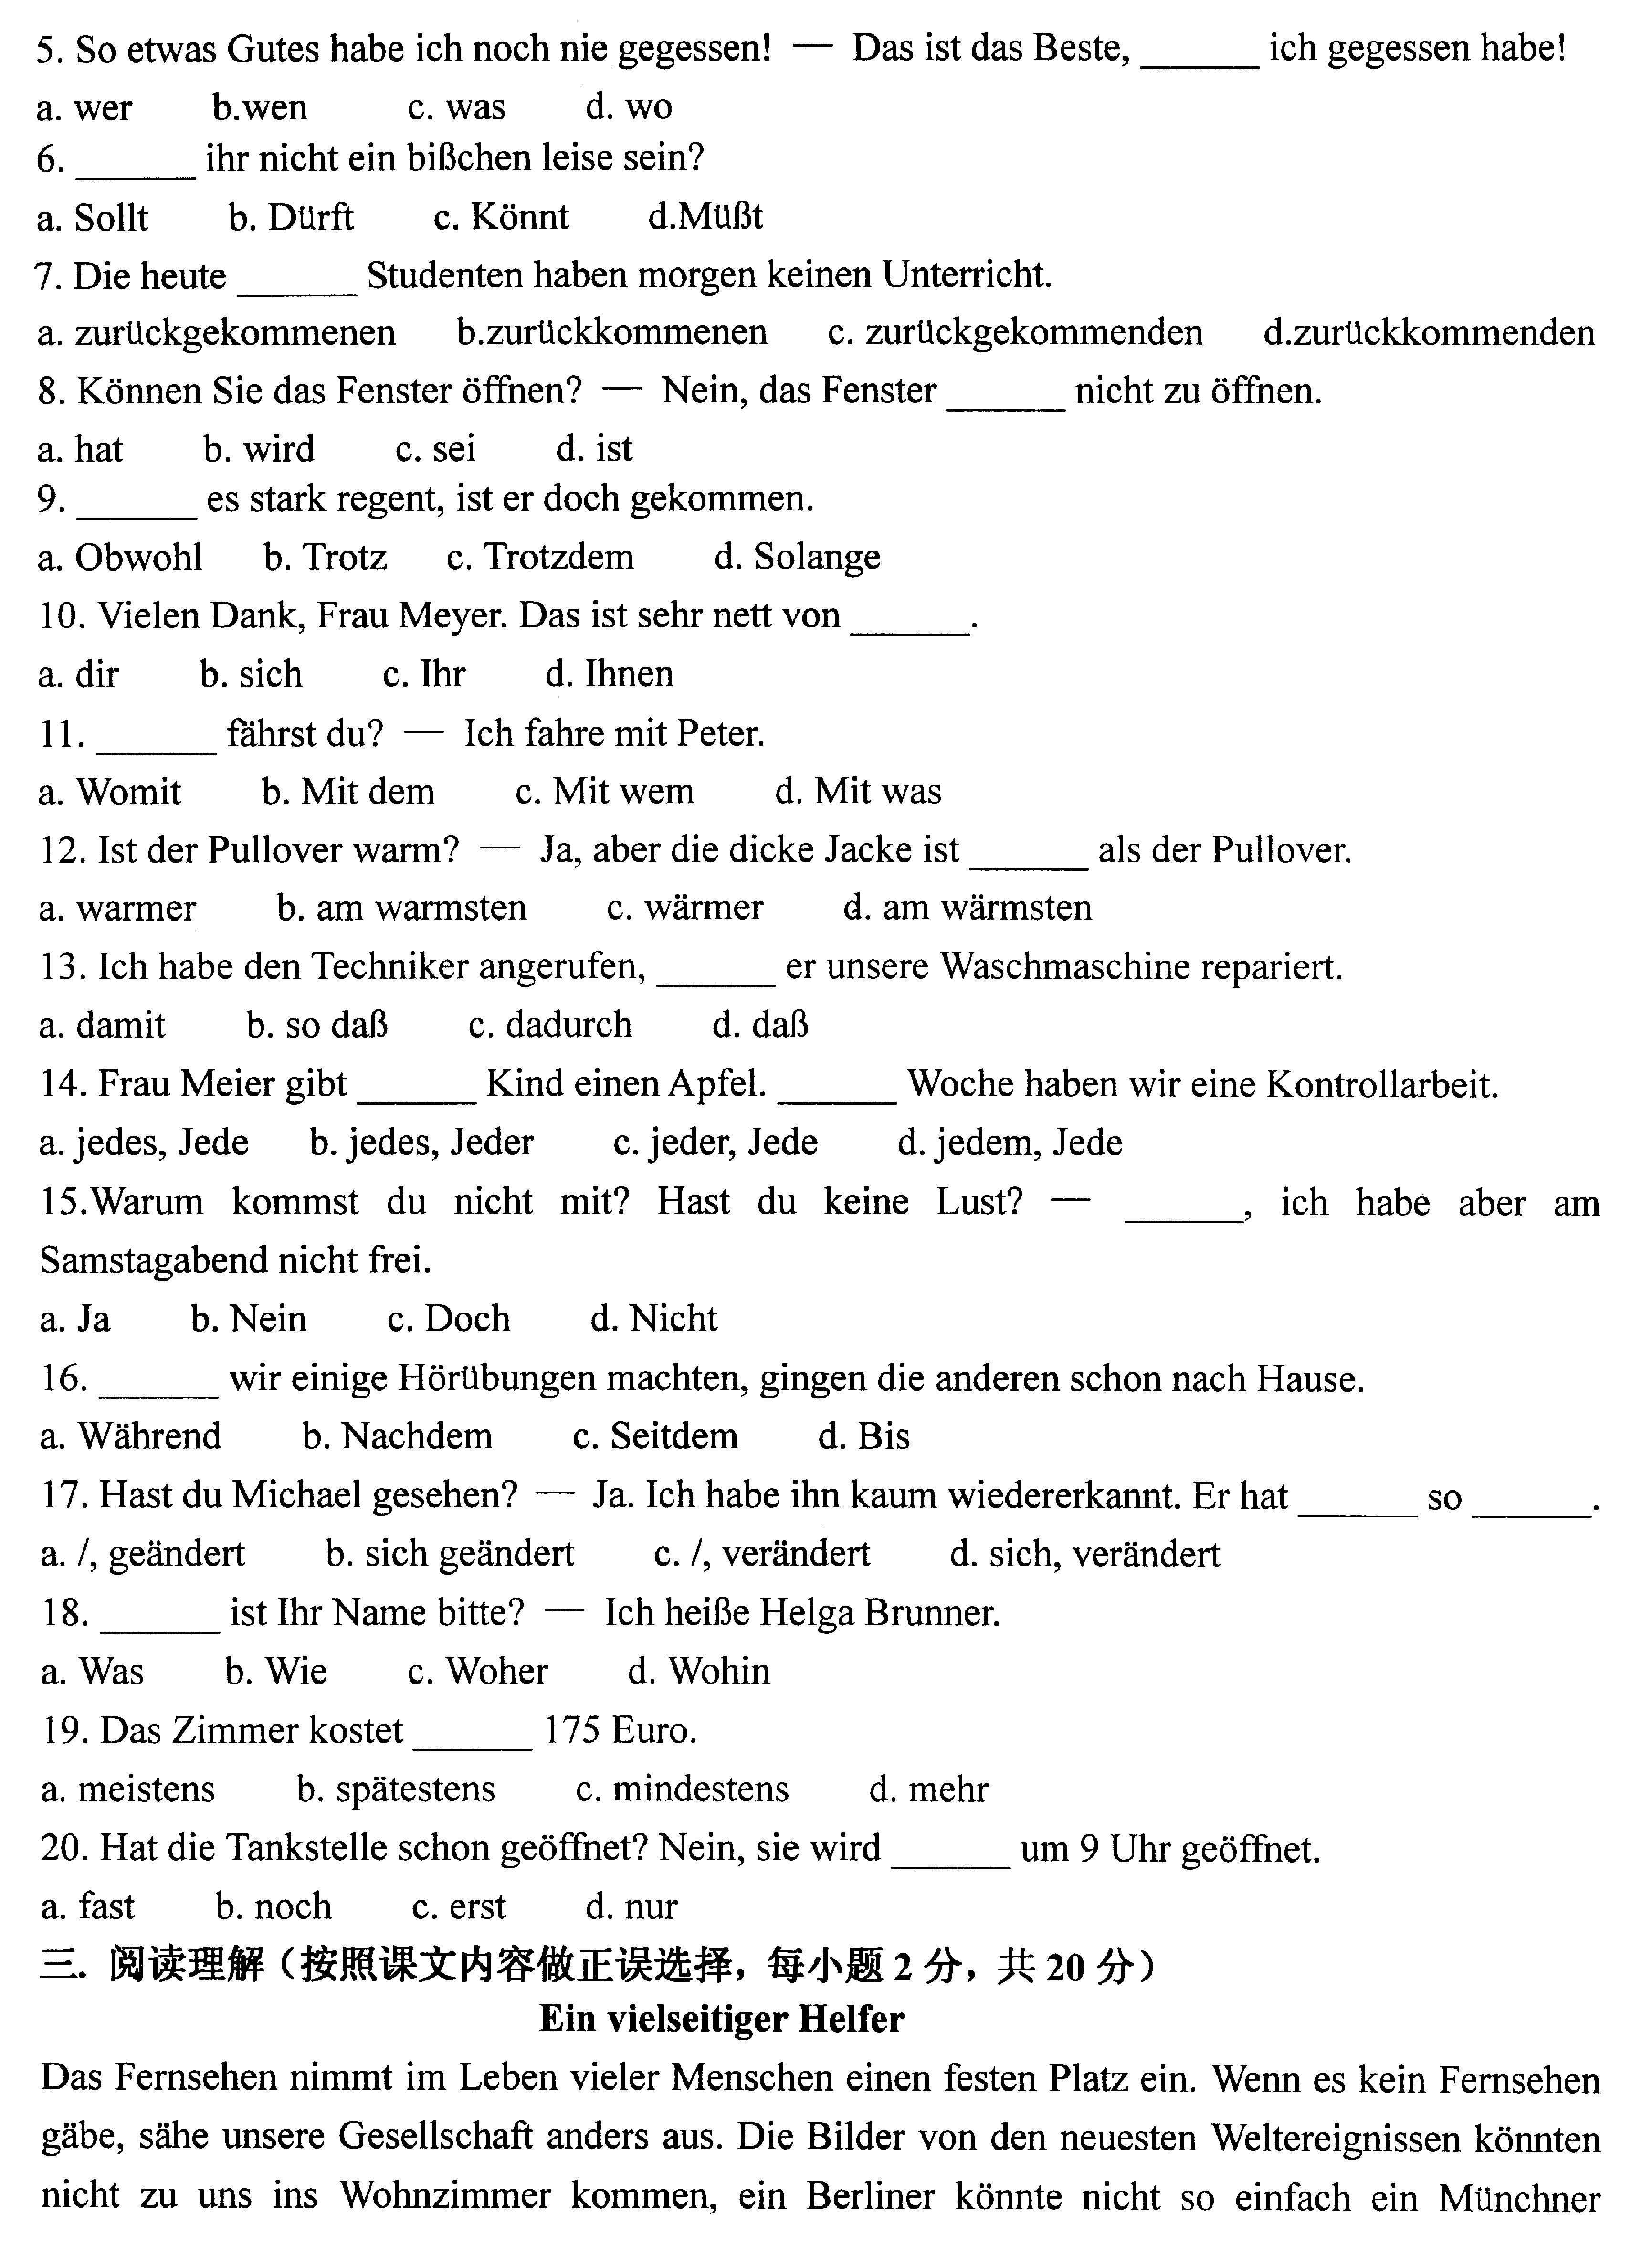 5. So etwas Gutes habe ich noch nie gegessen! — Das ist das Beste, ______ ich gegessen habe!
a. wer b.wen c. was d. wo
6. ______ ihr nicht ein bißchen leise sein?
a. Sollt b. Dürft c. Könnt d.Müßt
7. Die heute ______ Studenten haben morgen keinen Unterricht.
a. zurückgekommenen b.zurückkommenen c. zurückgekommenden d.zurückkommenden
8. Können Sie das Fenster öffnen? — Nein, das Fenster ______ nicht zu öffnen.
a. hat b. wird c. sei d. ist
9. ______ es stark regent, ist er doch gekommen.
a. Obwohl b. Trotz c. Trotzdem d. Solange
10. Vielen Dank, Frau Meyer. Das ist sehr nett von ______.
a. dir b. sich c. Ihr d. Ihnen
11. ______ fährst du? — Ich fahre mit Peter.
a. Womit b. Mit dem c. Mit wem d. Mit was
12. Ist der Pullover warm? — Ja, aber die dicke Jacke ist ______ als der Pullover.
a. warmer b. am warmsten c. wärmer d. am wärmsten
13. Ich habe den Techniker angerufen, ______ er unsere Waschmaschine repariert.
a. damit b. so daß c. dadurch d. daß
14. Frau Meier gibt ______ Kind einen Apfel. ______ Woche haben wir eine Kontrollarbeit.
a. jedes, Jede b. jedes, Jeder c. jeder, Jede d. jedem, Jede
15.Warum kommst du nicht mit? Hast du keine Lust? — ______, ich habe aber am
Samstagabend nicht frei.
a. Ja b. Nein c. Doch d. Nicht
16. ______ wir einige Hörübungen machten, gingen die anderen schon nach Hause.
a. Während b. Nachdem c. Seitdem d. Bis
17. Hast du Michael gesehen? — Ja. Ich habe ihn kaum wiedererkannt. Er hat ______ so ______.
a. /, geändert b. sich geändert c. /, verändert d. sich, verändert
18. ______ ist Ihr Name bitte? — Ich heiße Helga Brunner.
a. Was b. Wie c. Woher d. Wohin
19. Das Zimmer kostet ______ 175 Euro.
a. meistens b. spätestens c. mindestens d. mehr
20. Hat die Tankstelle schon geöffnet? Nein, sie wird ______ um 9 Uhr geöffnet.
a. fast b. noch c. erst d. nur
三. 阅读理解（按照课文内容做正误选择，每小题 2 分，共 20 分）
Ein vielseitiger Helfer
Das Fernsehen nimmt im Leben vieler Menschen einen festen Platz ein. Wenn es kein Fernsehen
gäbe, sähe unsere Gesellschaft anders aus. Die Bilder von den neuesten Weltereignissen könnten
nicht zu uns ins Wohnzimmer kommen, ein Berliner könnte nicht so einfach ein Münchner